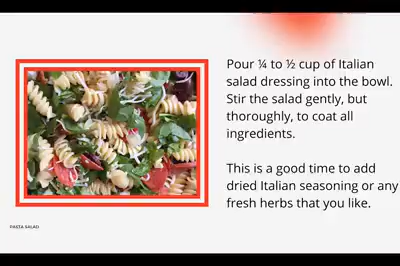 Pour ¼ to ½ cup of Italian
salad dressing into the bowl.
Stir the salad gently, but
thoroughly, to coat all
ingredients.
This is a good time to add
dried Italian seasoning or any
fresh herbs that you like.
PASTA SALAD